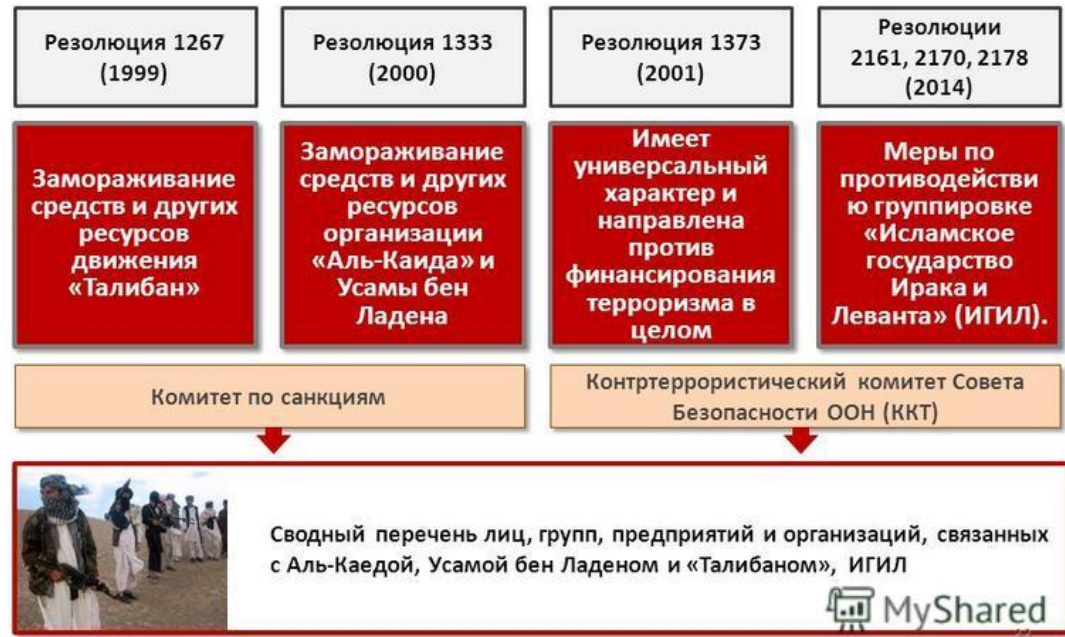 Резолюция 1267
(1999)
Резолюция 1333
(2000)
Резолюция 1373
(2001)
Резолюции
2161, 2170, 2178
(2014)
Замораживание
средств и других
ресурсов
движения
«Талибан»
Замораживание
средств и других
ресурсов
организации
«Аль-Каида» и
Усамы бен
Ладена
Имеет
универсальный
характер и
направлена
против
финансирования
терроризма в
целом
Меры по
противодействи
ю группировке
«Исламское
государство
Ирака и
Леванта» (ИГИЛ).
Комитет по санкциям
Контртеррористический комитет Совета
Безопасности ООН (ККТ)
Сводный перечень лиц, групп, предприятий и организаций, связанных
с Аль-Каедой, Усамой бен Ладеном и «Талибаном», ИГИЛ
MyShared